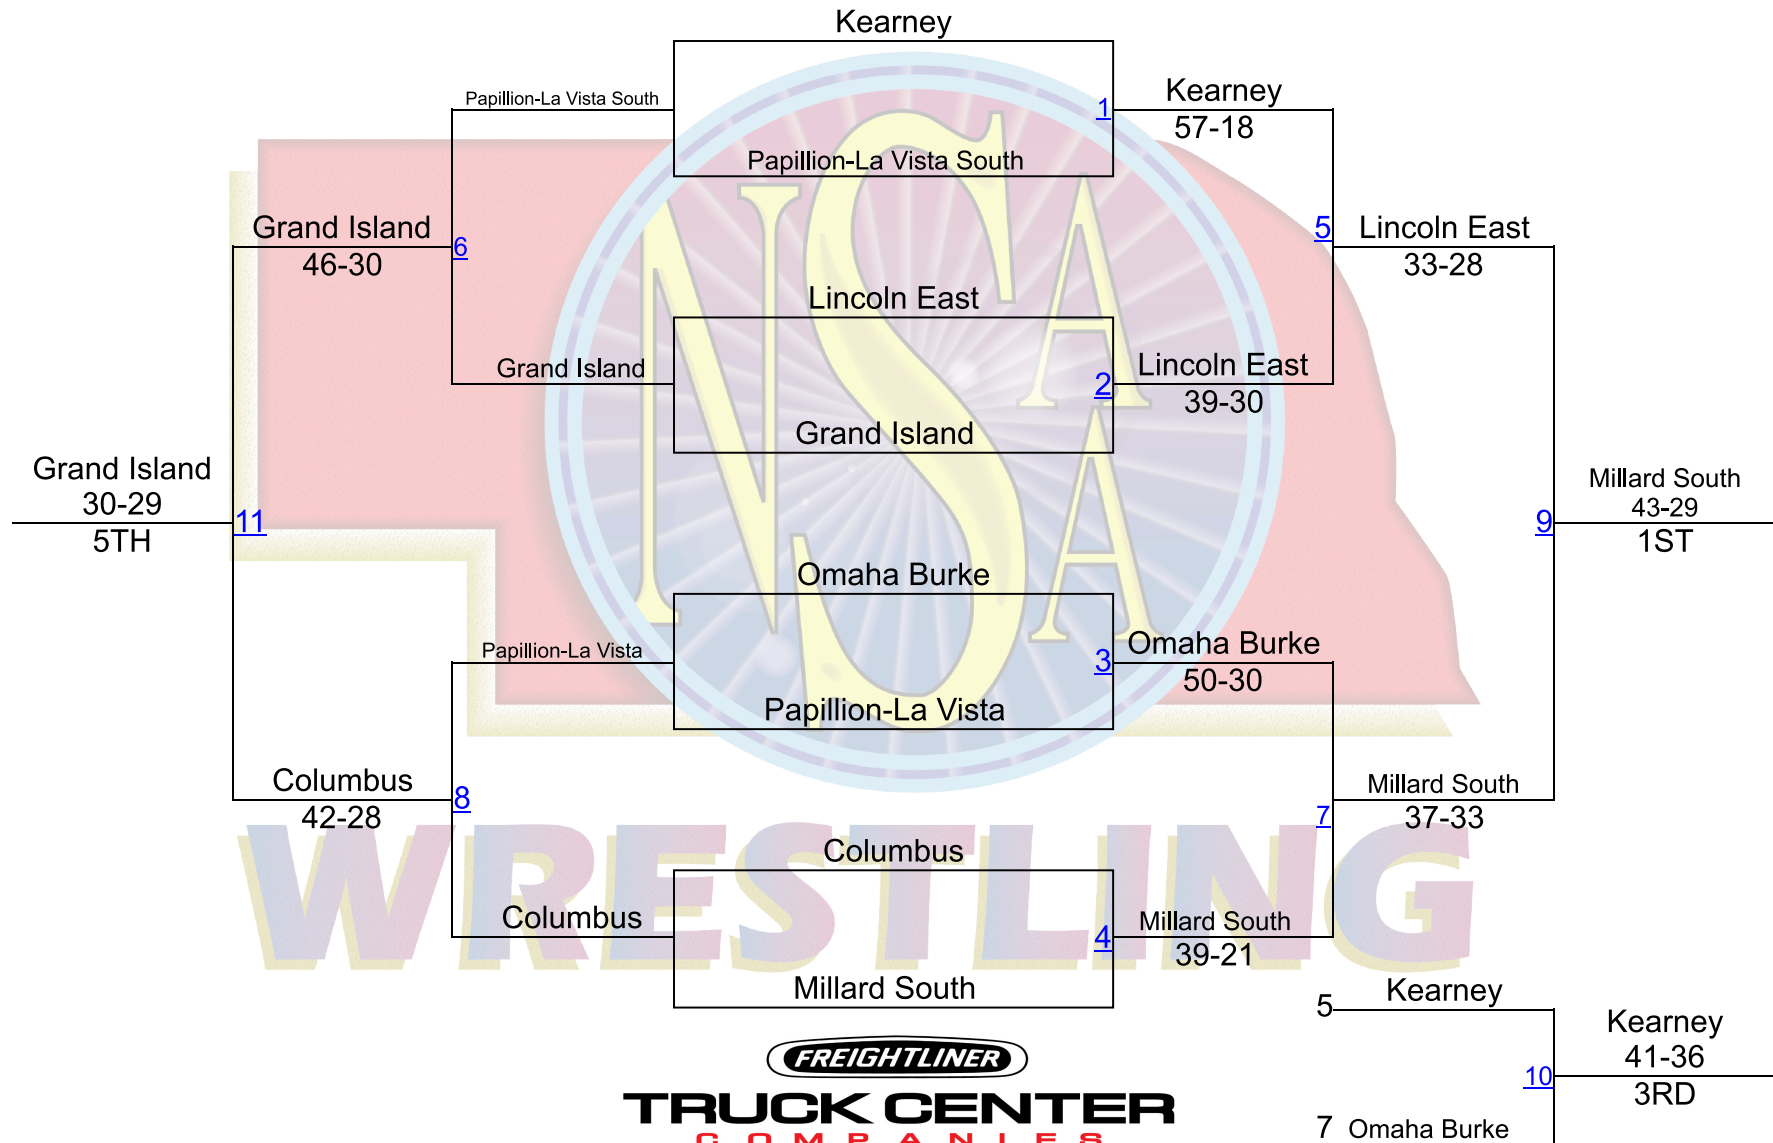 Kearney
Papillion-La Vista South
1
Kearney
57-18
Papillion-La Vista South
Grand Island
46-30
6
5
Lincoln East
33-28
Lincoln East
Grand Island
2
Lincoln East
39-30
Grand Island
Grand Island
30-29
5TH
11
9
Millard South
43-29
1ST
Omaha Burke
Papillion-La Vista
3
Omaha Burke
50-30
Papillion-La Vista
Columbus
42-28
8
7
Millard South
37-33
Columbus
Columbus
4
Millard South
39-21
Millard South
5
Kearney
Kearney
41-36
3RD
10
7 Omaha Burke
NSAA
WRESTLING
FREIGHTLINER
TRUCK CENTER
COMPANIES